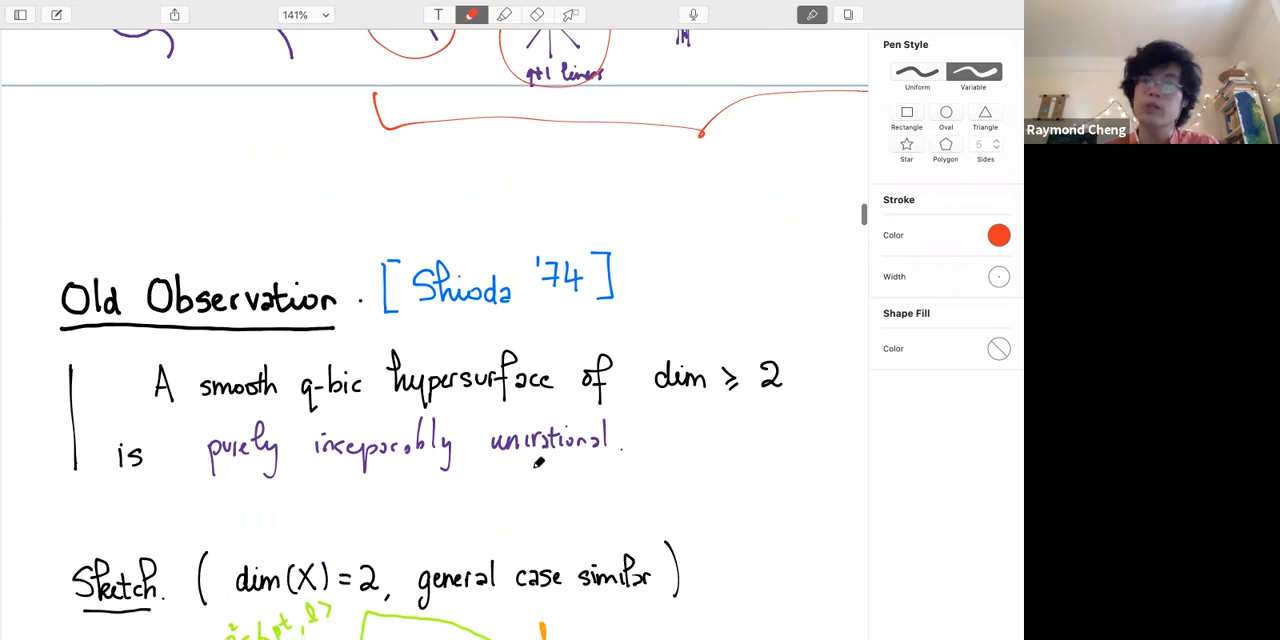 141%
T
Pen Style
Uniform
Variable
Rectangle
Oval
Triangle
Star
Polygon
5
Sides
Stroke
Color
Width
Shape Fill
Color
Raymond Cheng
q+1 lines
Old Observation. [Shioda '74]
A smooth q-bic hypersurface of dim ≥ 2
is purely inseparably unirational.
Sketch. (dim(X) = 2, general case similar)